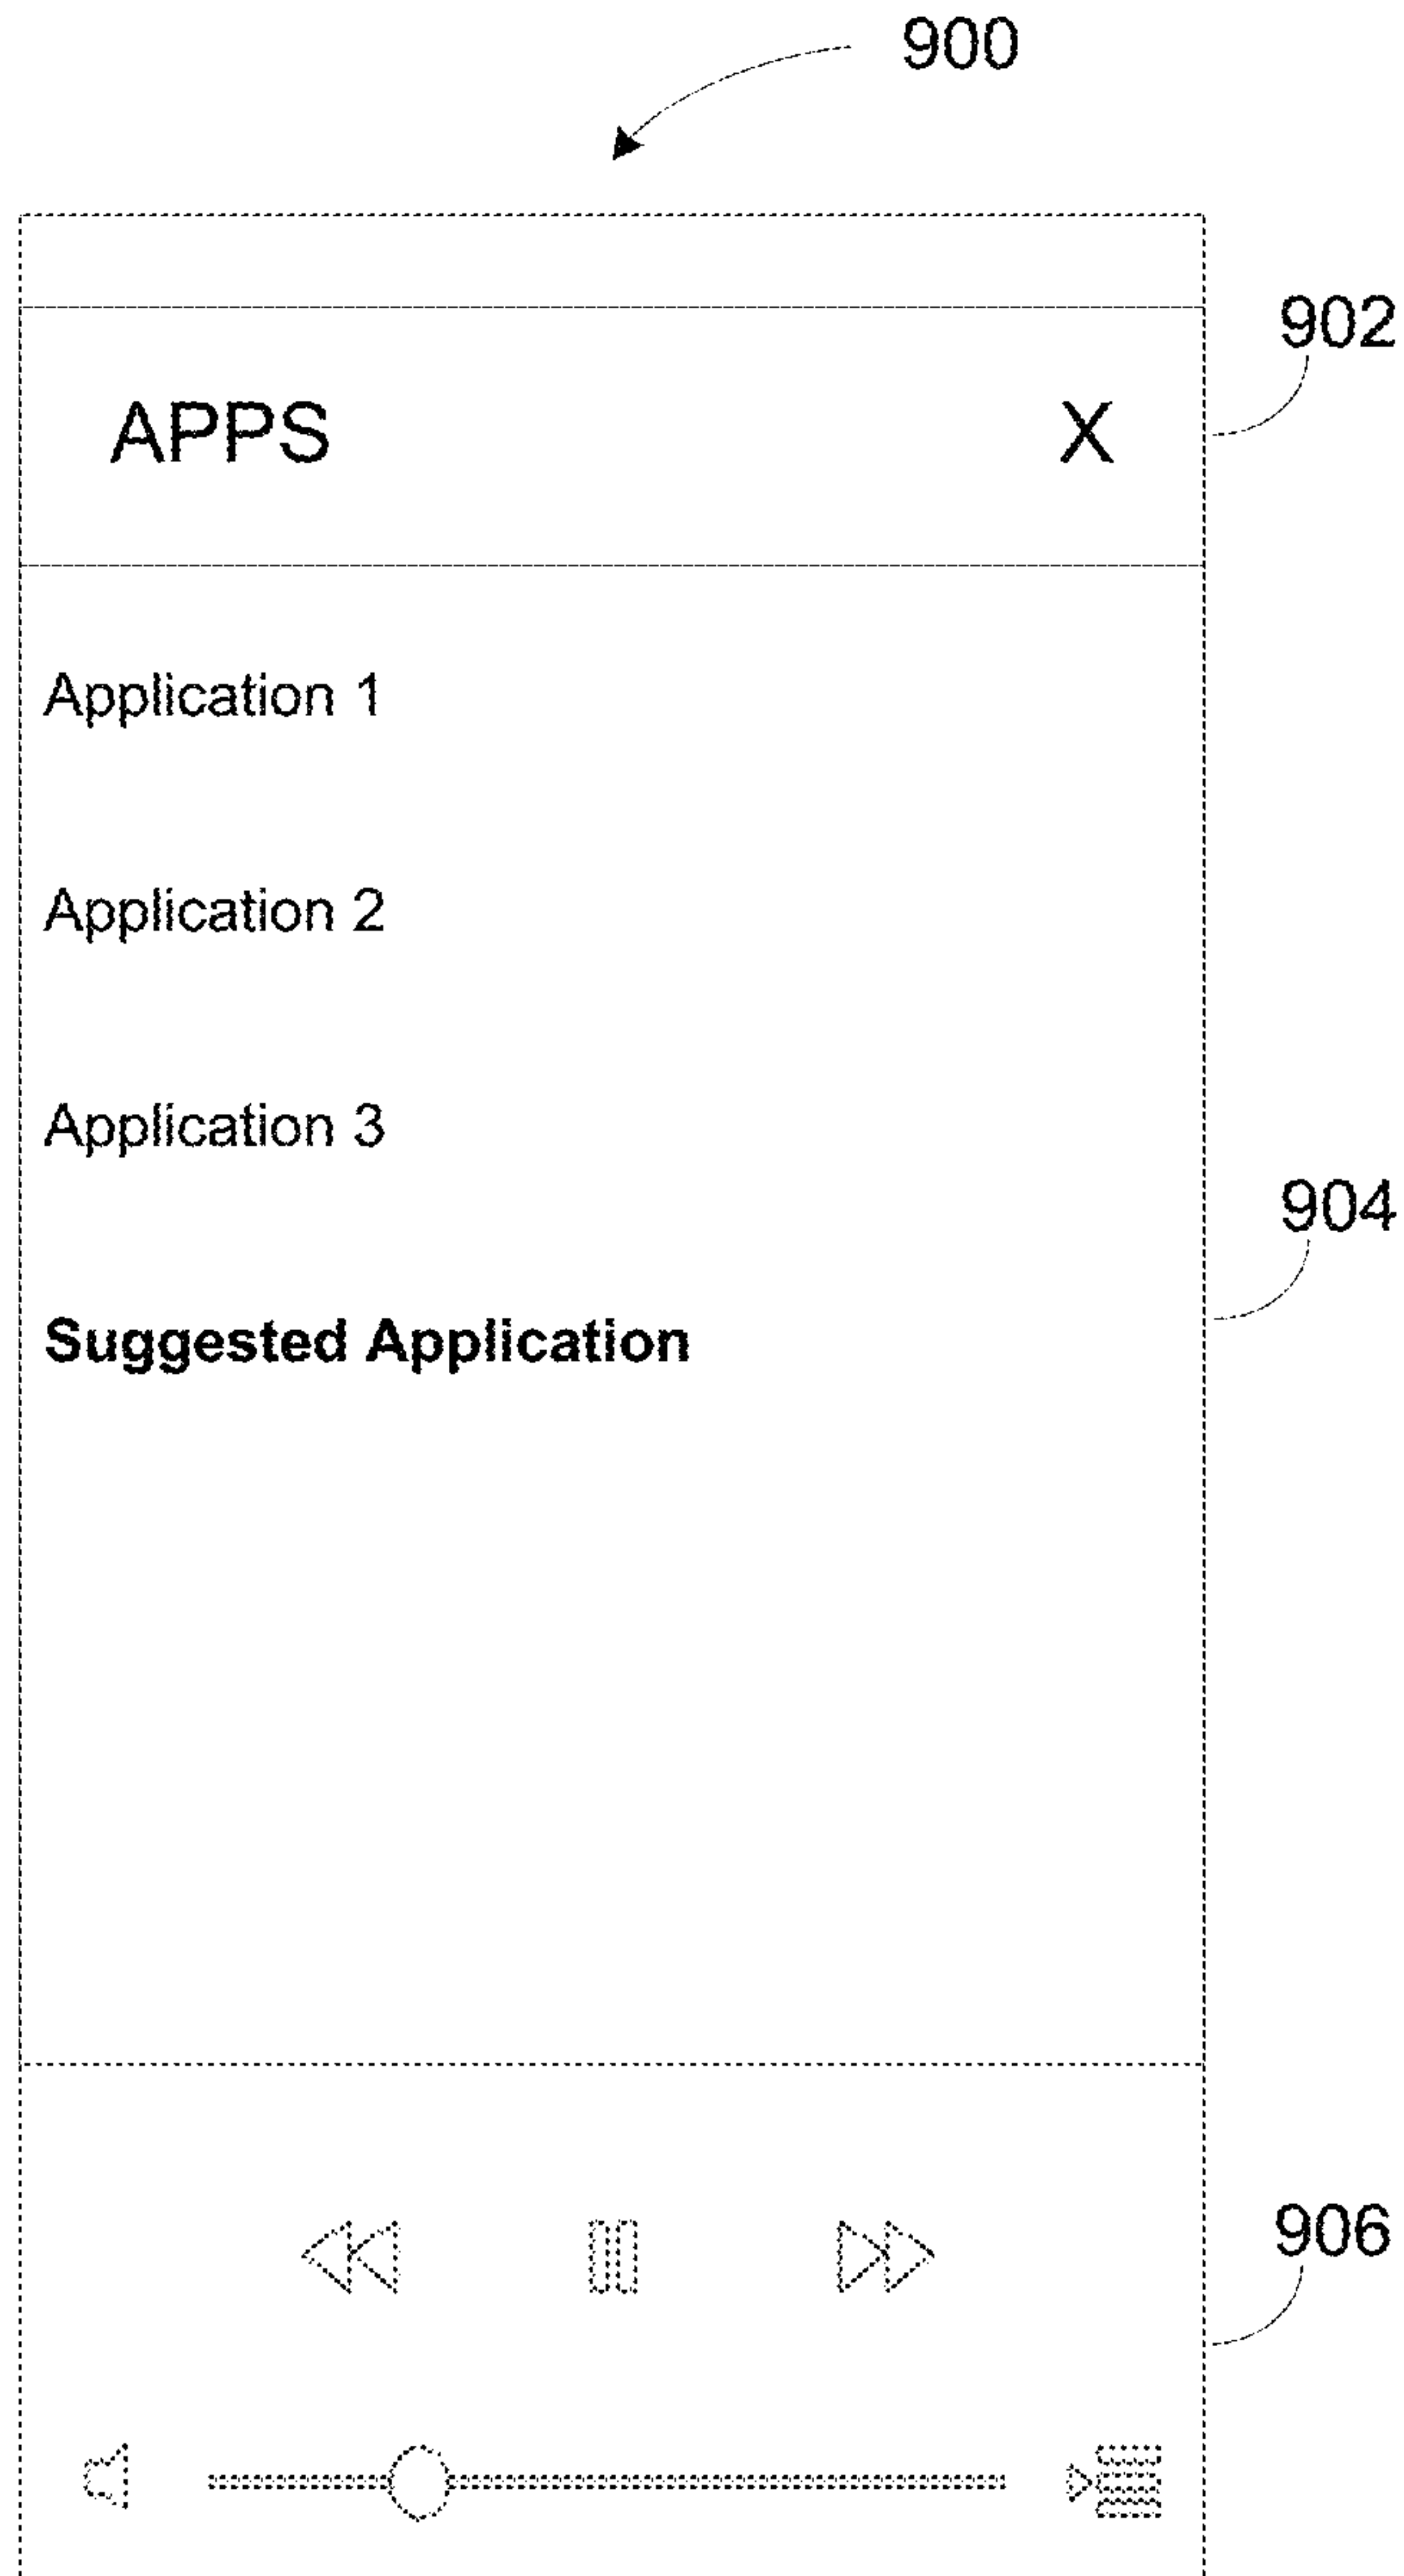 900
902
APPS X
Application 1
Application 2
Application 3
904
Suggested Application
906